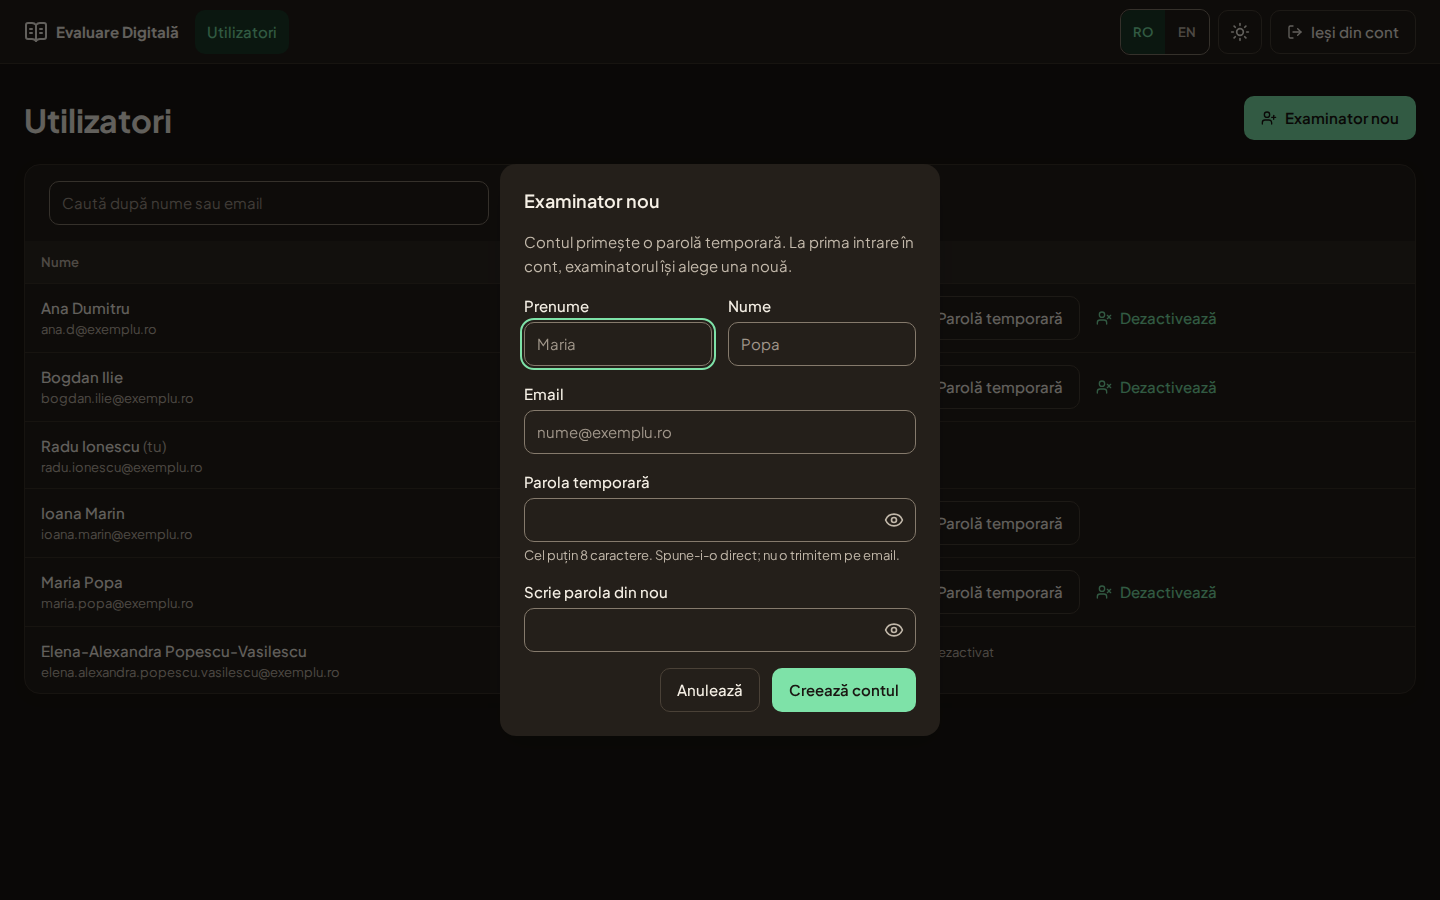 Evaluare Digitală
Utilizatori
RO
EN
Ieși din cont
Utilizatori
Examinator nou
Caută după nume sau email
Nume
Ana Dumitru
ana.d@exemplu.ro
Parolă temporară
Dezactivează
Bogdan Ilie
bogdan.ilie@exemplu.ro
Parolă temporară
Dezactivează
Radu Ionescu (tu)
radu.ionescu@exemplu.ro
Ioana Marin
ioana.marin@exemplu.ro
Parolă temporară
Maria Popa
maria.popa@exemplu.ro
Parolă temporară
Dezactivează
Elena-Alexandra Popescu-Vasilescu
elena.alexandra.popescu.vasilescu@exemplu.ro
ezactivat
Examinator nou
Contul primește o parolă temporară. La prima intrare în
cont, examinatorul își alege una nouă.
Prenume
Nume
Maria
Popa
Email
nume@exemplu.ro
Parola temporară
Cel puțin 8 caractere. Spune-i-o direct; nu o trimitem pe email.
Scrie parola din nou
Anulează
Creează contul